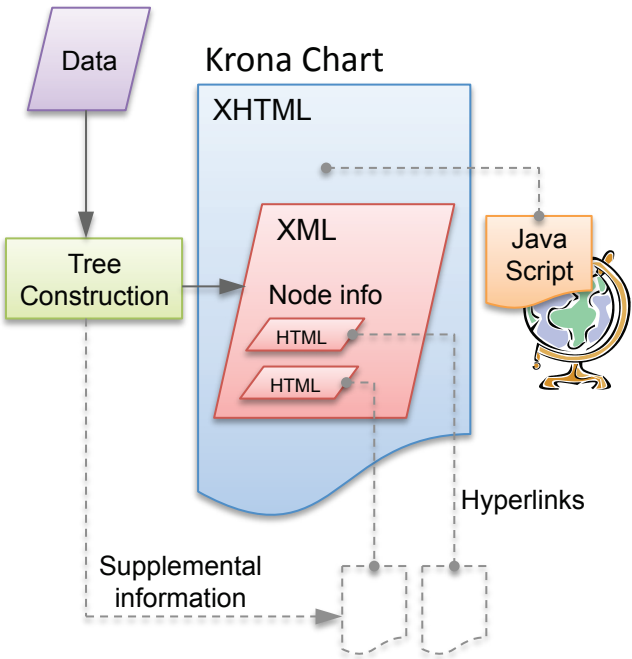 Data
Krona Chart
XHTML
XML
Java
Script
Tree
Construction
Node info
HTML
HTML
Hyperlinks
Supplemental
information